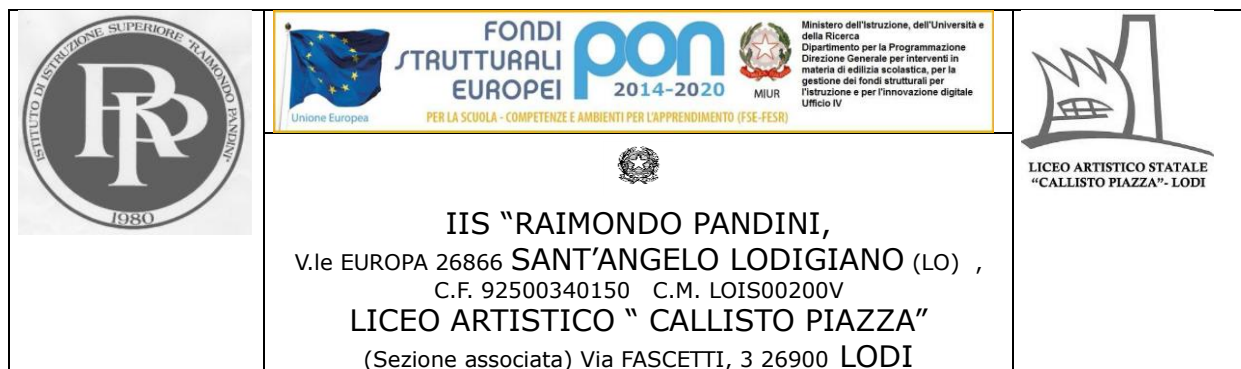 ISTITUTO DI ISTRUZIONE SUPERIORE "RAIMONDO PANDINI"
RP
1980
Unione Europea
FONDI
STRUTTURALI
EUROPEI
pon
2014-2020
MIUR
Ministero dell'Istruzione, dell'Università e
della Ricerca
Dipartimento per la Programmazione
Direzione Generale per interventi in
materia di edilizia scolastica, per la
gestione dei fondi strutturali per
l'istruzione e per l'innovazione digitale
Ufficio IV
PER LA SCUOLA - COMPETENZE E AMBIENTI PER L'APPRENDIMENTO (FSE-FESR)
LICEO ARTISTICO STATALE
"CALLISTO PIAZZA"- LODI
IIS "RAIMONDO PANDINI,
V.le EUROPA 26866 SANT'ANGELO LODIGIANO (LO) ,
C.F. 92500340150 C.M. LOIS00200V
LICEO ARTISTICO " CALLISTO PIAZZA"
(Sezione associata) Via FASCETTI, 3 26900 LODI